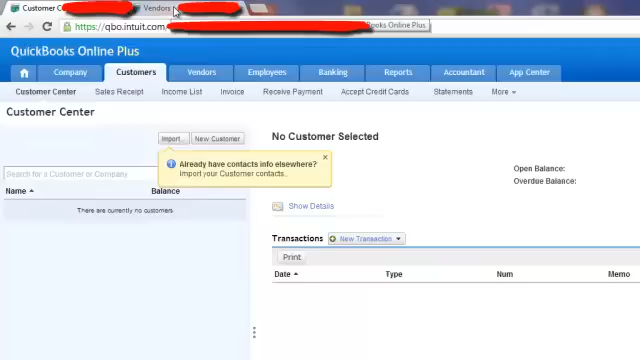 Customer C
Vendors
https://qbo.intuit.com
QuickBooks Online Plus
QuickBooks Online Plus
Company Customers Vendors Employees Banking Reports Accountant App Center
Customer Center Sales Receipt Income List Invoice Receive Payment Accept Credit Cards Statements More
Customer Center
Import... New Customer
Already have contacts info elsewhere?
Import your Customer contacts..
Search for a Customer or Company
Name Balance
There are currently no customers
No Customer Selected
Open Balance:
Overdue Balance:
Show Details
Transactions New Transaction
Print
Date Type Num Memo